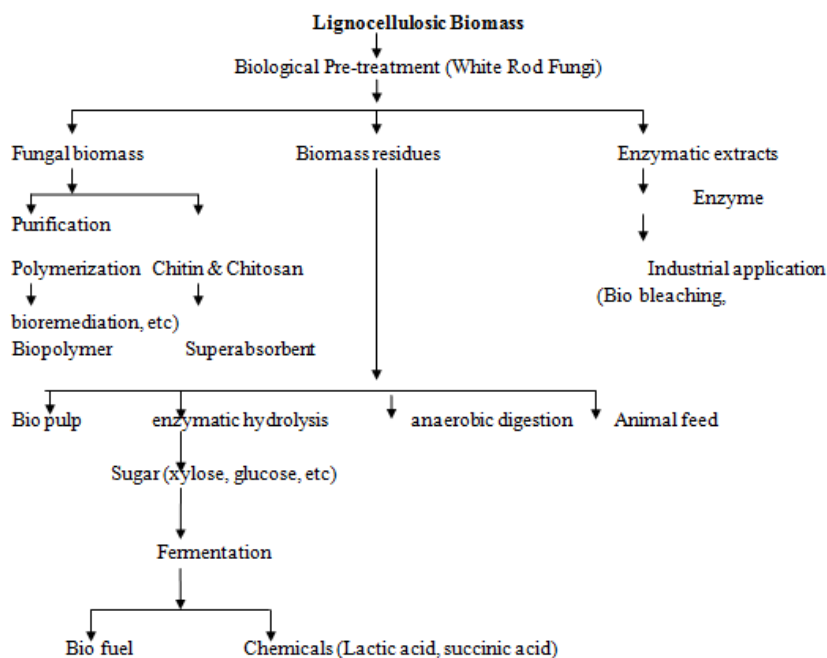 Lignocellulosic Biomass
Biological Pre-treatment (White Rod Fungi)
Fungal biomass Biomass residues Enzymatic extracts
Enzyme
Purification
Polymerization Chitin & Chitosan Industrial application
(Bio bleaching,
bioremediation, etc)
Biopolymer Superabsorbent
Bio pulp enzymatic hydrolysis anaerobic digestion Animal feed
Sugar (xylose, glucose, etc)
Fermentation
Bio fuel Chemicals (Lactic acid, succinic acid)